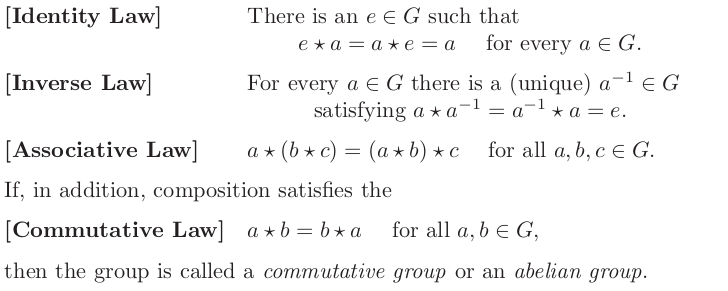 [Identity Law] There is an e ∈ G such that
e ⋆ a = a ⋆ e = a for every a ∈ G.
[Inverse Law] For every a ∈ G there is a (unique) a⁻¹ ∈ G
satisfying a ⋆ a⁻¹ = a⁻¹ ⋆ a = e.
[Associative Law] a ⋆ (b ⋆ c) = (a ⋆ b) ⋆ c for all a, b, c ∈ G.
If, in addition, composition satisfies the
[Commutative Law] a ⋆ b = b ⋆ a for all a, b ∈ G,
then the group is called a commutative group or an abelian group.